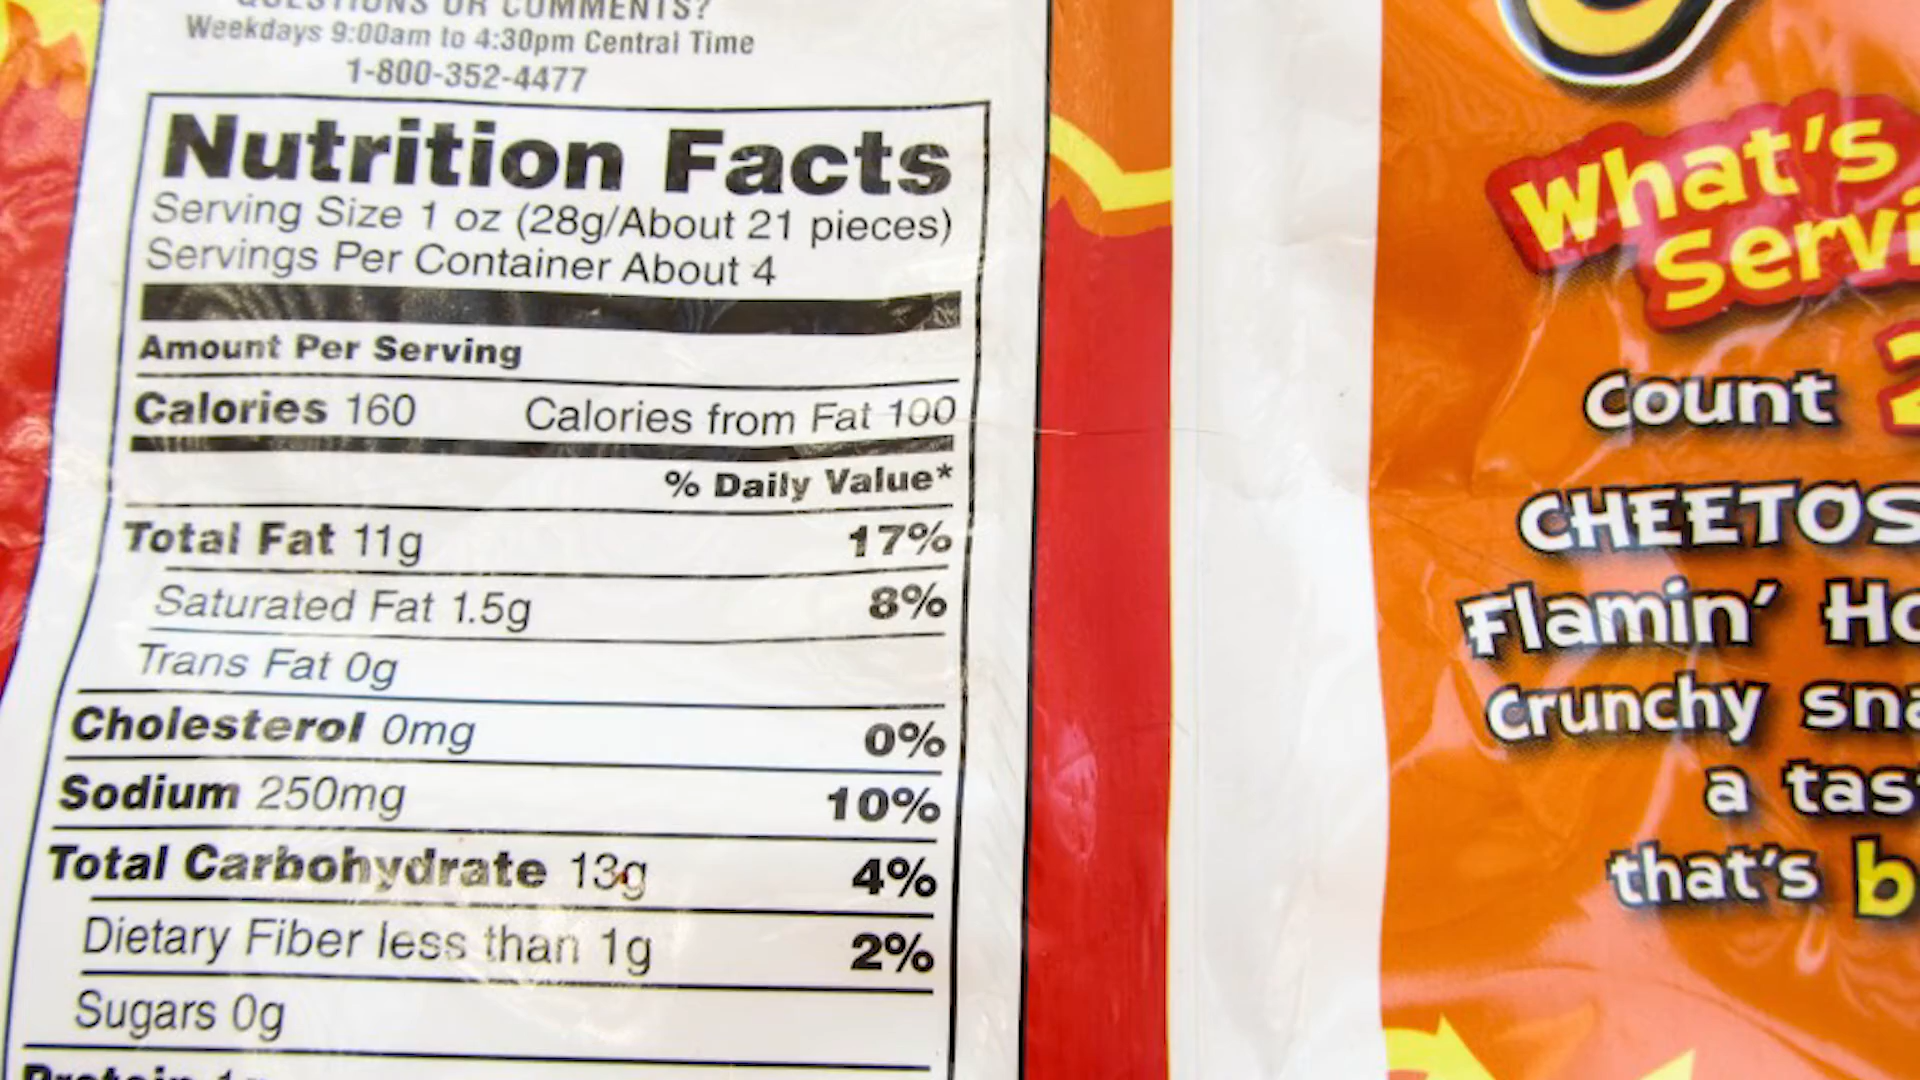 QUESTIONS OR COMMENTS?
Weekdays 9:00am to 4:30pm Central Time
1-800-352-4477
Nutrition Facts
Serving Size 1 oz (28g/About 21 pieces)
Servings Per Container About 4
Amount Per Serving
Calories 160 Calories from Fat 100
% Daily Value*
Total Fat 11g 17%
Saturated Fat 1.5g 8%
Trans Fat 0g
Cholesterol 0mg 0%
Sodium 250mg 10%
Total Carbohydrate 13g 4%
Dietary Fiber less than 1g 2%
Sugars 0g
Protein
What's
Servi
Count 2
CHEETOS
Flamin' Ho
Crunchy sna
a tas
that's b